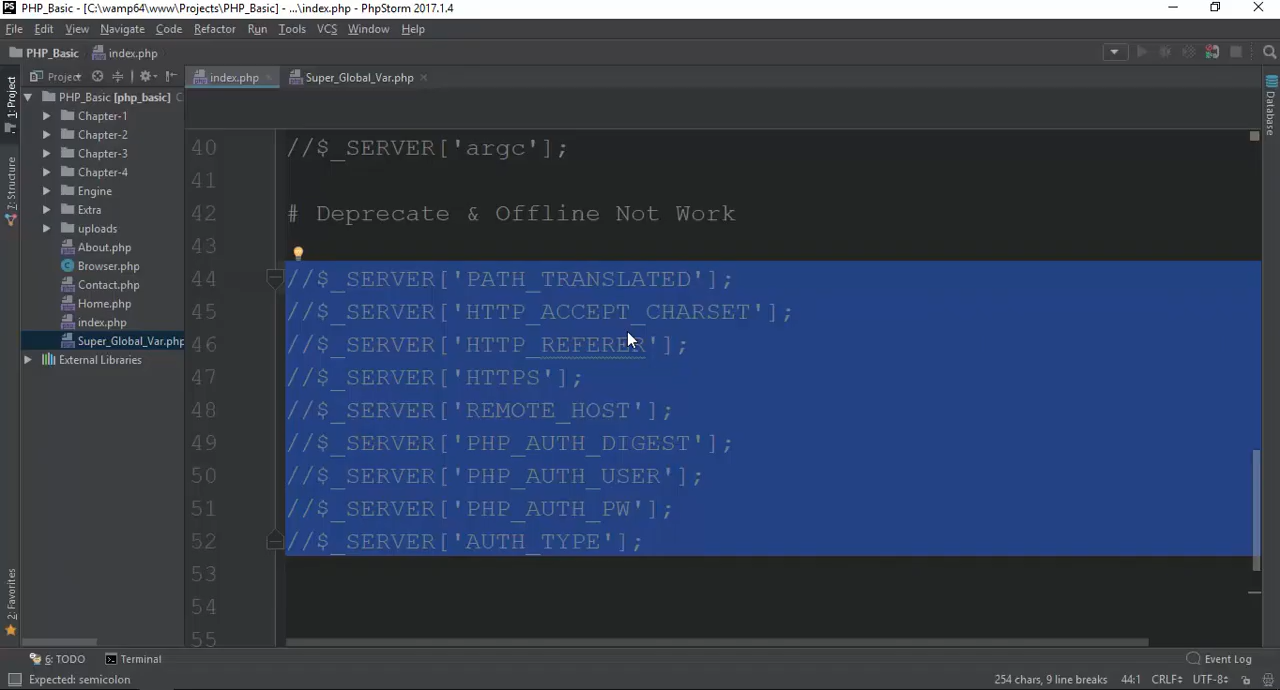 PS PHP_Basic - [C:\wamp64\www\Projects\PHP_Basic] - ...\index.php - PhpStorm 2017.1.4
File Edit View Navigate Code Refactor Run Tools VCS Window Help
PHP_Basic index.php
Project index.php Super_Global_Var.php
1: Project
7: Structure
2: Favorites
PHP_Basic [php_basic] C
Chapter-1
Chapter-2
Chapter-3
Chapter-4
Engine
Extra
uploads
About.php
Browser.php
Contact.php
Home.php
index.php
Super_Global_Var.php
External Libraries
40 //$_SERVER['argc'];
41
42 # Deprecate & Offline Not Work
43
44 //$_SERVER['PATH_TRANSLATED'];
45 //$_SERVER['HTTP_ACCEPT_CHARSET'];
46 //$_SERVER['HTTP_REFERER'];
47 //$_SERVER['HTTPS'];
48 //$_SERVER['REMOTE_HOST'];
49 //$_SERVER['PHP_AUTH_DIGEST'];
50 //$_SERVER['PHP_AUTH_USER'];
51 //$_SERVER['PHP_AUTH_PW'];
52 //$_SERVER['AUTH_TYPE'];
53
54
55
Database
6: TODO Terminal Event Log
Expected: semicolon 254 chars, 9 line breaks 44:1 CRLF UTF-8